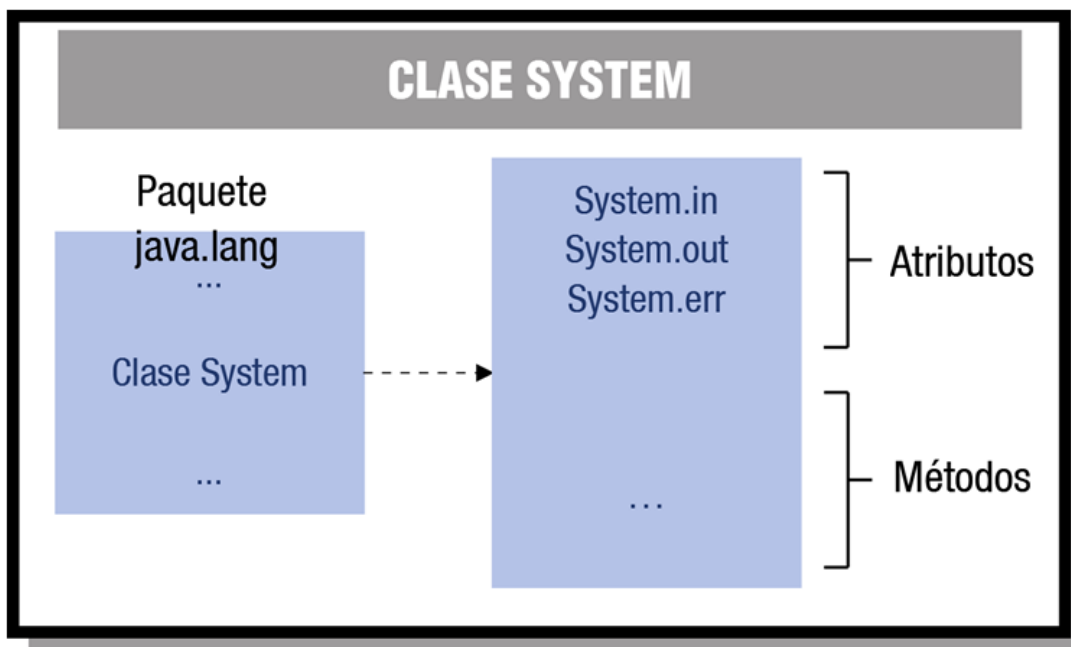 CLASE SYSTEM
Paquete
java.lang
...
Clase System
...
System.in
System.out
System.err
...
Atributos
Métodos